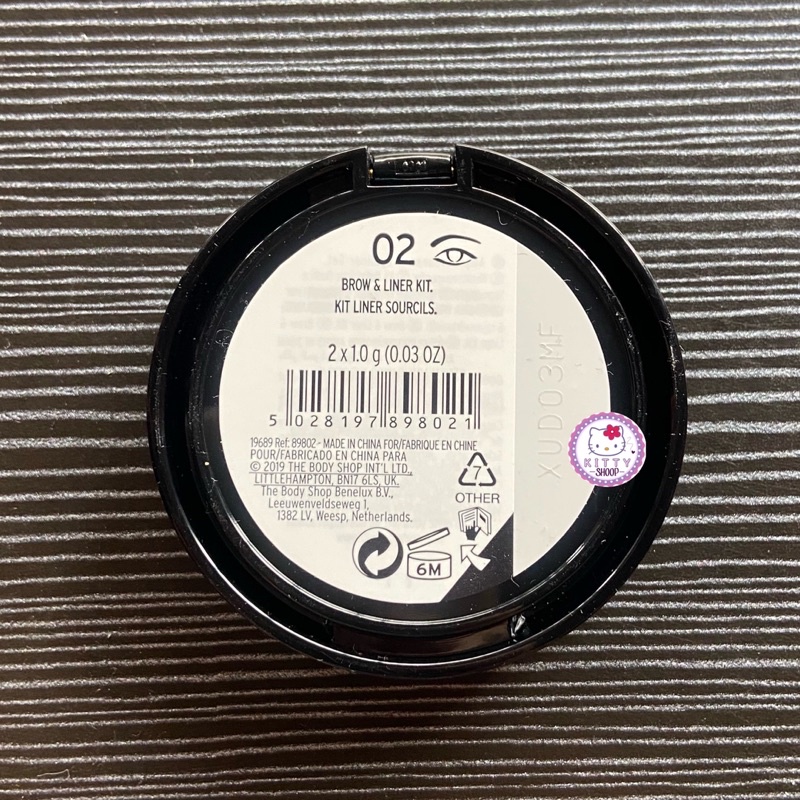 02
BROW & LINER KIT.
KIT LINER SOURCILS.
2 x 1.0 g (0.03 OZ)
5 028197 898021
19689 Ref: 89802 - MADE IN CHINA FOR/FABRIQUE EN CHINE
POUR/FABRICADO EN CHINA PARA
© 2019 THE BODY SHOP INT'L LTD.,
LITTLEHAMPTON, BN17 6LS, UK.
The Body Shop Benelux B.V.,
Leeuwenveldseweg 1,
1382 LV, Weesp, Netherlands.
7
OTHER
6M
XUD03MF
KITTY
SHOOP